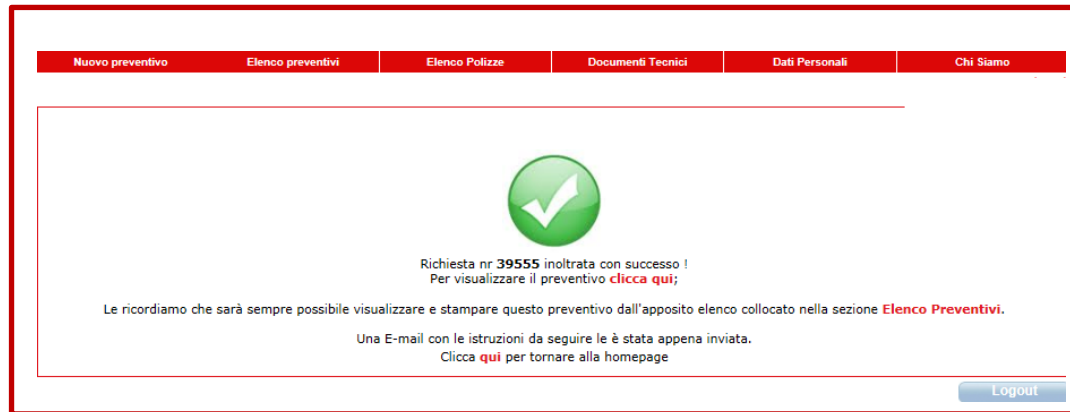 Nuovo preventivo Elenco preventivi Elenco Polizze Documenti Tecnici Dati Personali Chi Siamo
Richiesta nr 39555 inoltrata con successo !
Per visualizzare il preventivo clicca qui;
Le ricordiamo che sarà sempre possibile visualizzare e stampare questo preventivo dall'apposito elenco collocato nella sezione Elenco Preventivi.
Una E-mail con le istruzioni da seguire le è stata appena inviata.
Clicca qui per tornare alla homepage
Logout